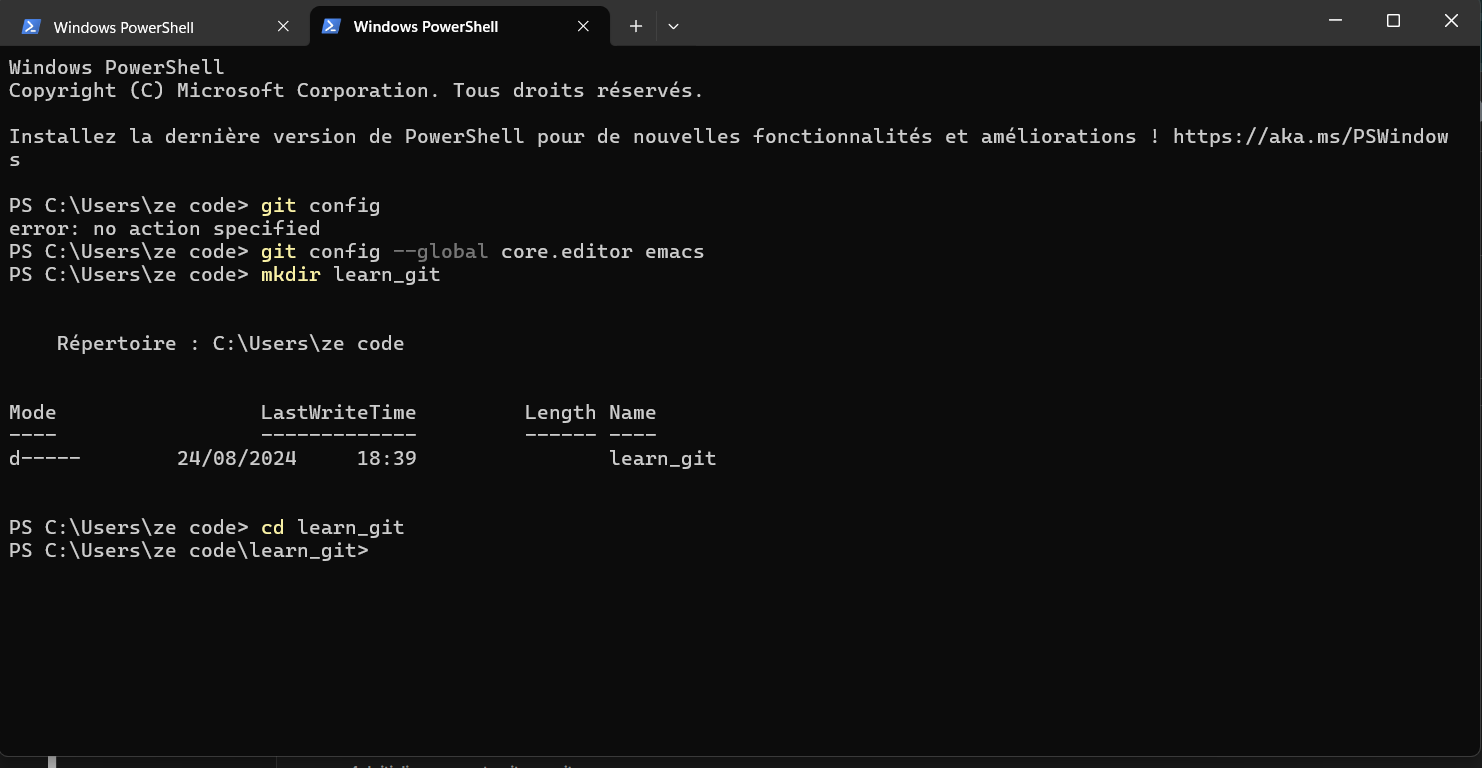 Windows PowerShell
Windows PowerShell
Windows PowerShell
Copyright (C) Microsoft Corporation. Tous droits réservés.
Installez la dernière version de PowerShell pour de nouvelles fonctionnalités et améliorations ! https://aka.ms/PSWindow
s
PS C:\Users\ze code> git config
error: no action specified
PS C:\Users\ze code> git config --global core.editor emacs
PS C:\Users\ze code> mkdir learn_git
Répertoire : C:\Users\ze code
Mode LastWriteTime Length Name
---- ------------- ------ ----
d----- 24/08/2024 18:39 learn_git
PS C:\Users\ze code> cd learn_git
PS C:\Users\ze code\learn_git>